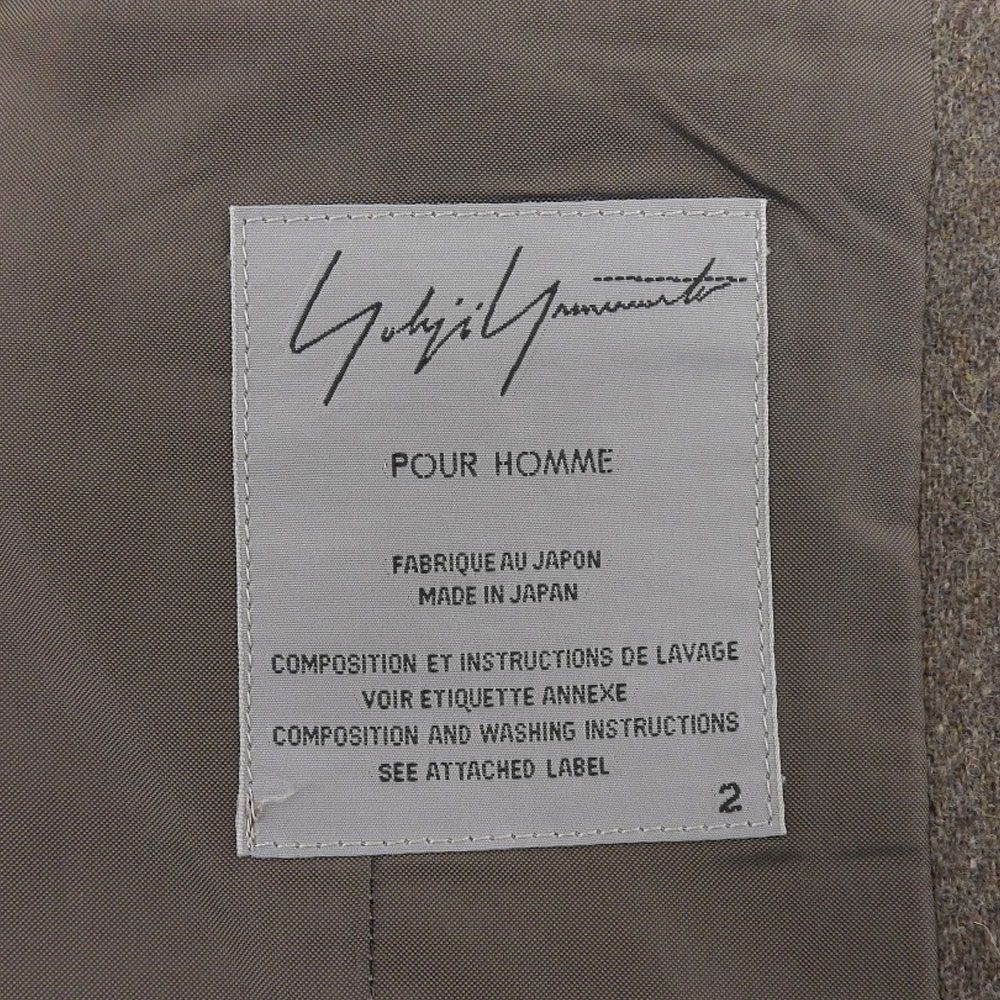 Yohji Yamamoto
POUR HOMME
FABRIQUE AU JAPON
MADE IN JAPAN
COMPOSITION ET INSTRUCTIONS DE LAVAGE
VOIR ETIQUETTE ANNEXE
COMPOSITION AND WASHING INSTRUCTIONS
SEE ATTACHED LABEL
2